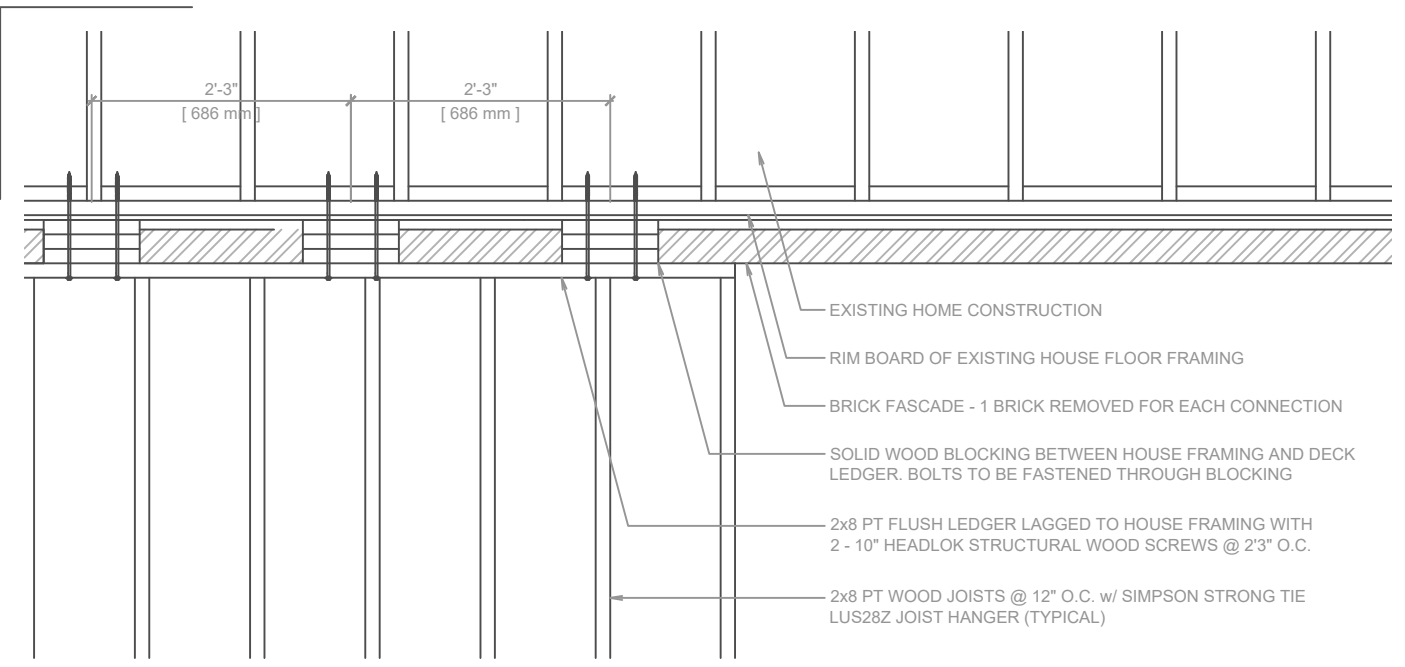 2'-3"
[ 686 mm ]
2'-3"
[ 686 mm ]
EXISTING HOME CONSTRUCTION
RIM BOARD OF EXISTING HOUSE FLOOR FRAMING
BRICK FASCADE - 1 BRICK REMOVED FOR EACH CONNECTION
SOLID WOOD BLOCKING BETWEEN HOUSE FRAMING AND DECK
LEDGER. BOLTS TO BE FASTENED THROUGH BLOCKING
2x8 PT FLUSH LEDGER LAGGED TO HOUSE FRAMING WITH
2 - 10" HEADLOK STRUCTURAL WOOD SCREWS @ 2'3" O.C.
2x8 PT WOOD JOISTS @ 12" O.C. w/ SIMPSON STRONG TIE
LUS28Z JOIST HANGER (TYPICAL)